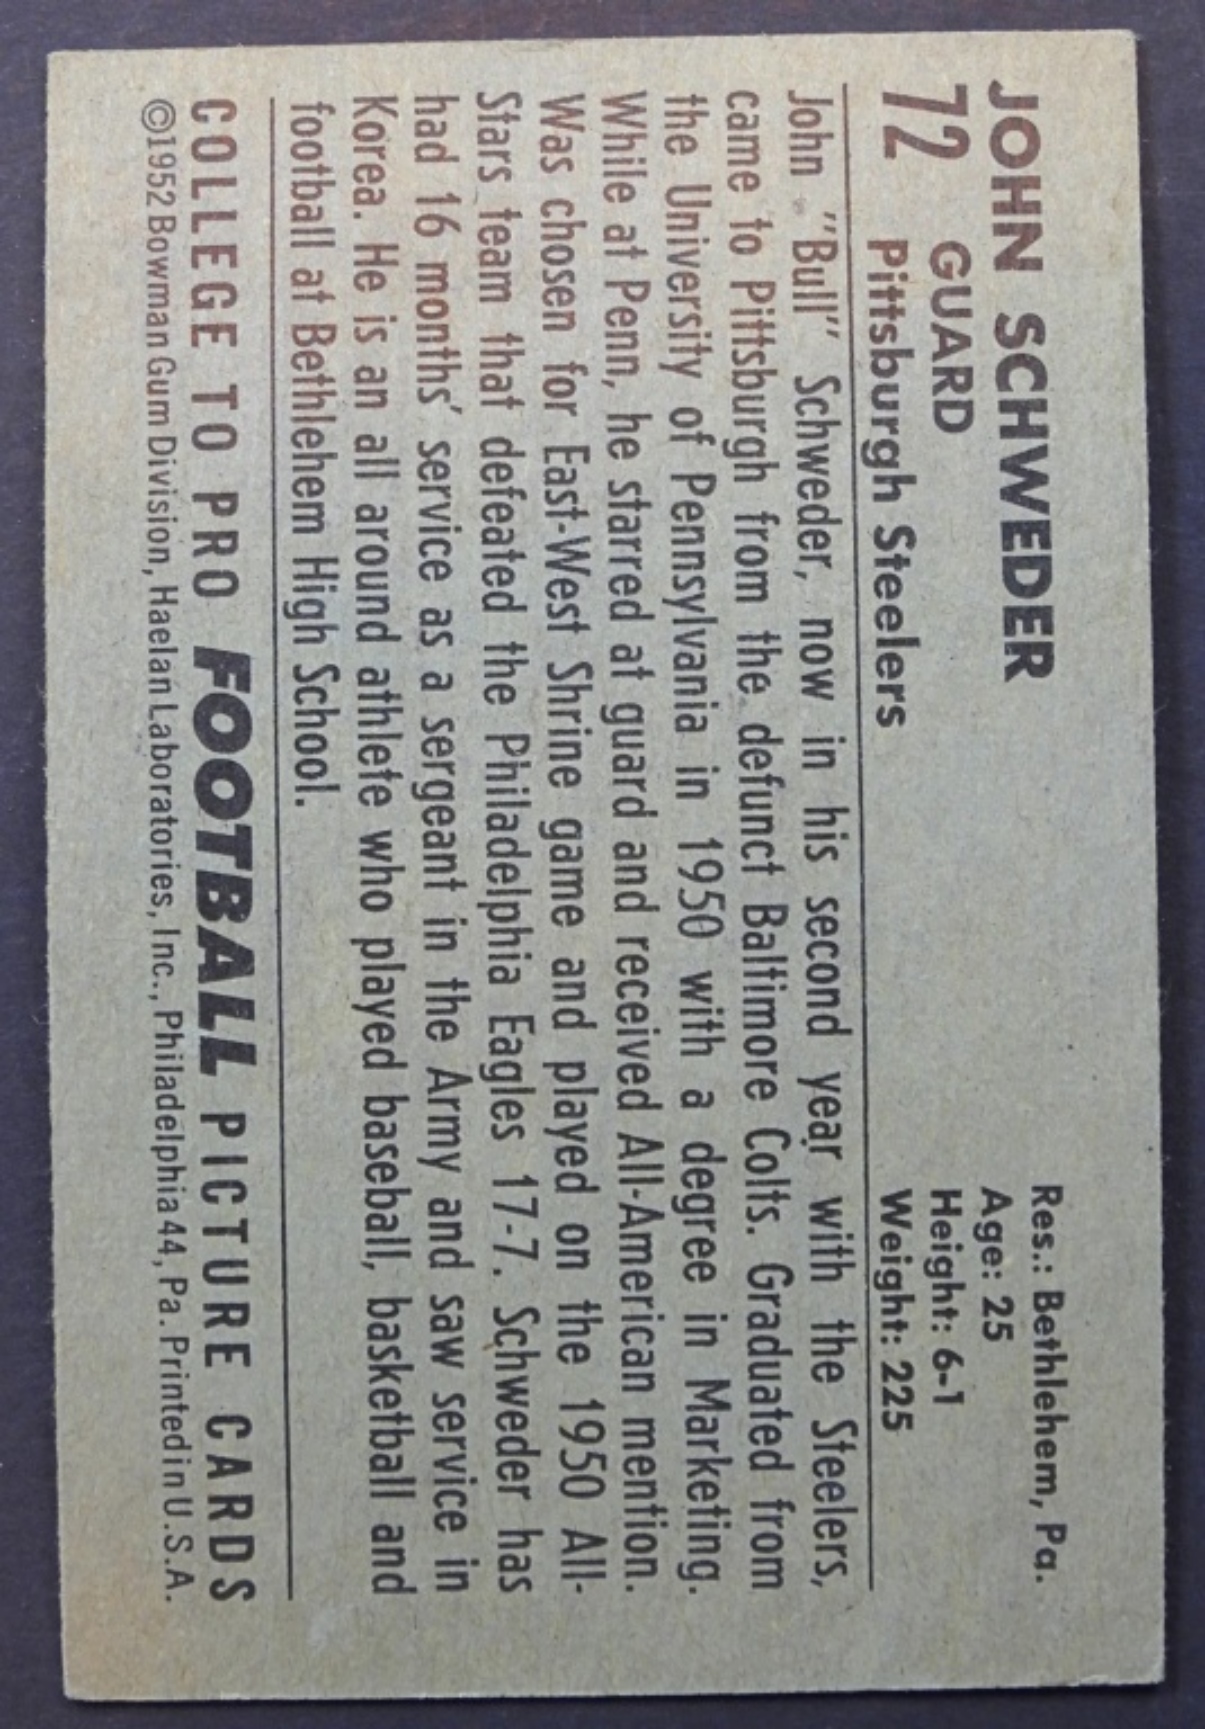 JOHN SCHWEDER
72 GUARD
Pittsburgh Steelers
Res.: Bethlehem, Pa.
Age: 25
Height: 6-1
Weight: 225
John "Bull" Schweder, now in his second year with the Steelers,
came to Pittsburgh from the defunct Baltimore Colts. Graduated from
the University of Pennsylvania in 1950 with a degree in Marketing.
While at Penn, he starred at guard and received All-American mention.
Was chosen for East-West Shrine game and played on the 1950 All-
Stars team that defeated the Philadelphia Eagles 17-7. Schweder has
had 16 months' service as a sergeant in the Army and saw service in
Korea. He is an all around athlete who played baseball, basketball and
football at Bethlehem High School.
COLLEGE TO PRO FOOTBALL PICTURE CARDS
©1952 Bowman Gum Division, Haelan Laboratories, Inc., Philadelphia 44, Pa. Printed in U.S.A.